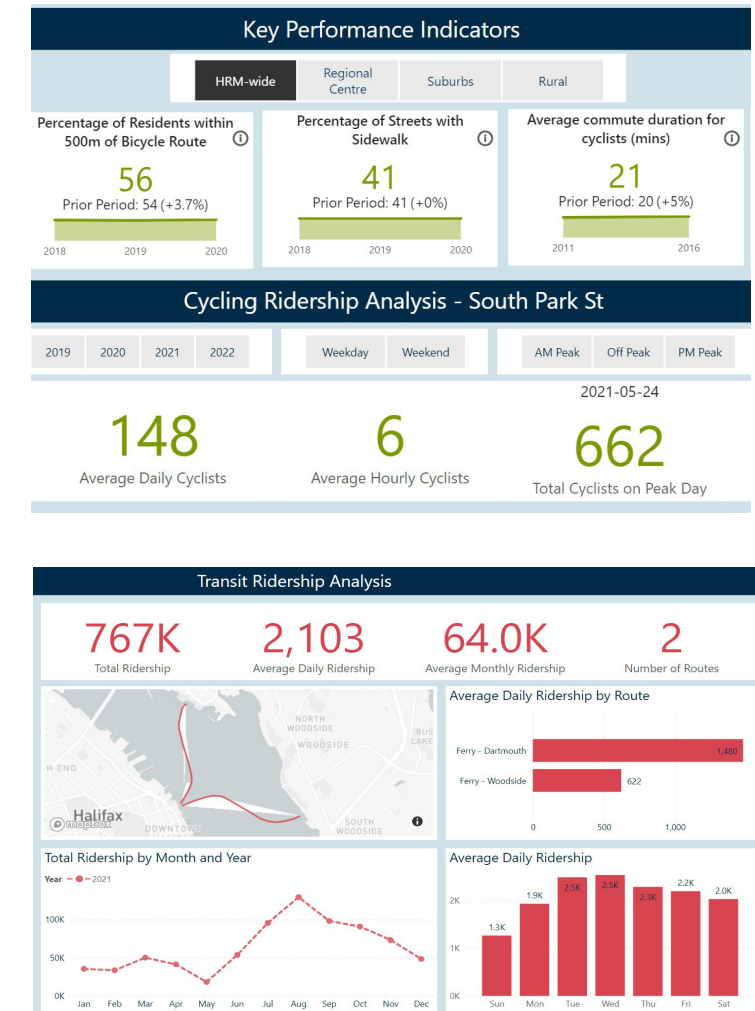 Key Performance Indicators
HRM-wide
Regional
Centre
Suburbs
Rural
Percentage of Residents within
500m of Bicycle Route
56
Prior Period: 54 (+3.7%)
2018 2019 2020
Percentage of Streets with
Sidewalk
41
Prior Period: 41 (+0%)
2018 2019 2020
Average commute duration for
cyclists (mins)
21
Prior Period: 20 (+5%)
2011 2016
Cycling Ridership Analysis - South Park St
2019 2020 2021 2022
Weekday Weekend
AM Peak Off Peak PM Peak
148
Average Daily Cyclists
6
Average Hourly Cyclists
2021-05-24
662
Total Cyclists on Peak Day
Transit Ridership Analysis
767K
Total Ridership
2,103
Average Daily Ridership
64.0K
Average Monthly Ridership
2
Number of Routes
NORTH
WOODSIDE
WOODSIDE
RUS
LAKE
H END
Halifax
mapbox
DOWNTOWN
SOUTH
WOODSIDE
Average Daily Ridership by Route
Ferry - Dartmouth 1,480
Ferry - Woodside 622
0 500 1,000
Total Ridership by Month and Year
Year 2021
100K
50K
0K
Jan Feb Mar Apr May Jun Jul Aug Sep Oct Nov Dec
Average Daily Ridership
2K
1K
0K
1.3K 1.9K 2.5K 2.5K 2.3K 2.2K 2.0K
Sun Mon Tue Wed Thu Fri Sat